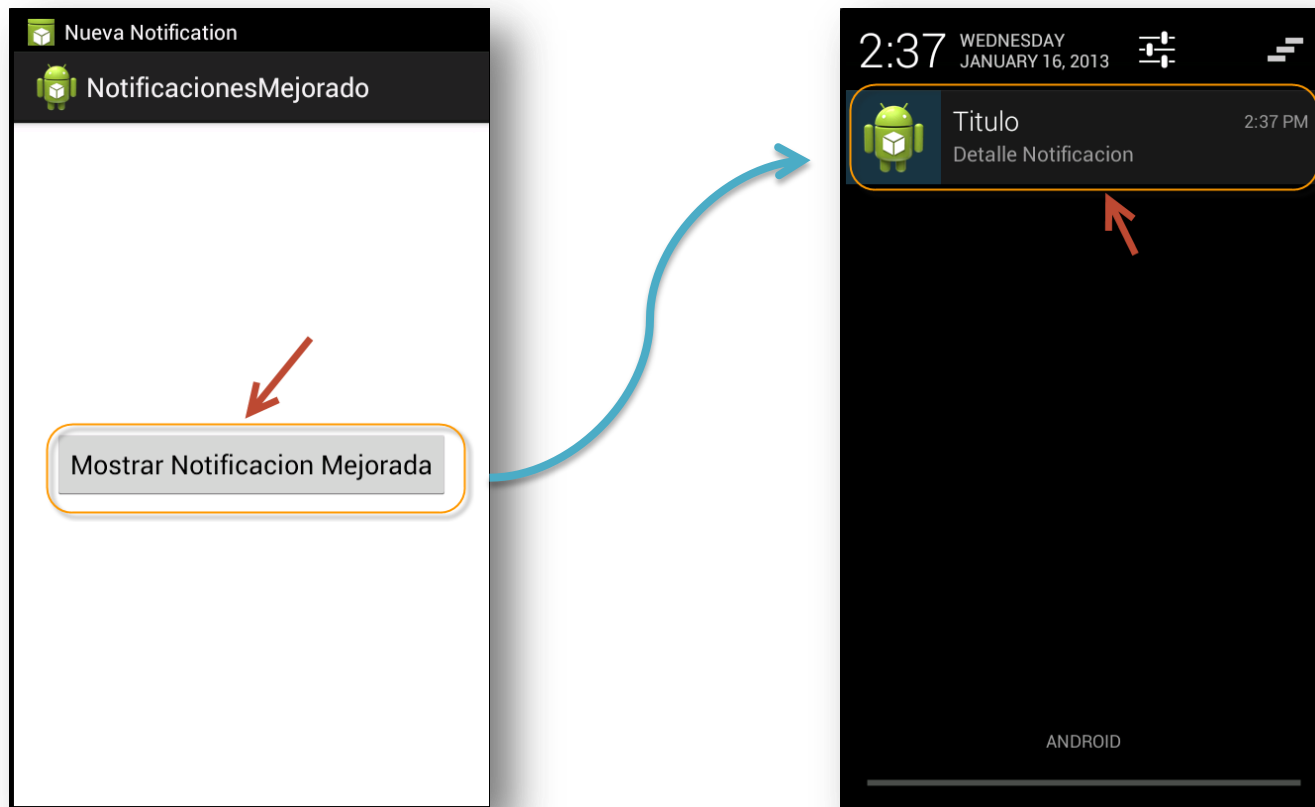 Nueva Notification
NotificacionesMejorado
Mostrar Notificacion Mejorada
2:37
WEDNESDAY
JANUARY 16, 2013
Titulo
2:37 PM
Detalle Notificacion
ANDROID